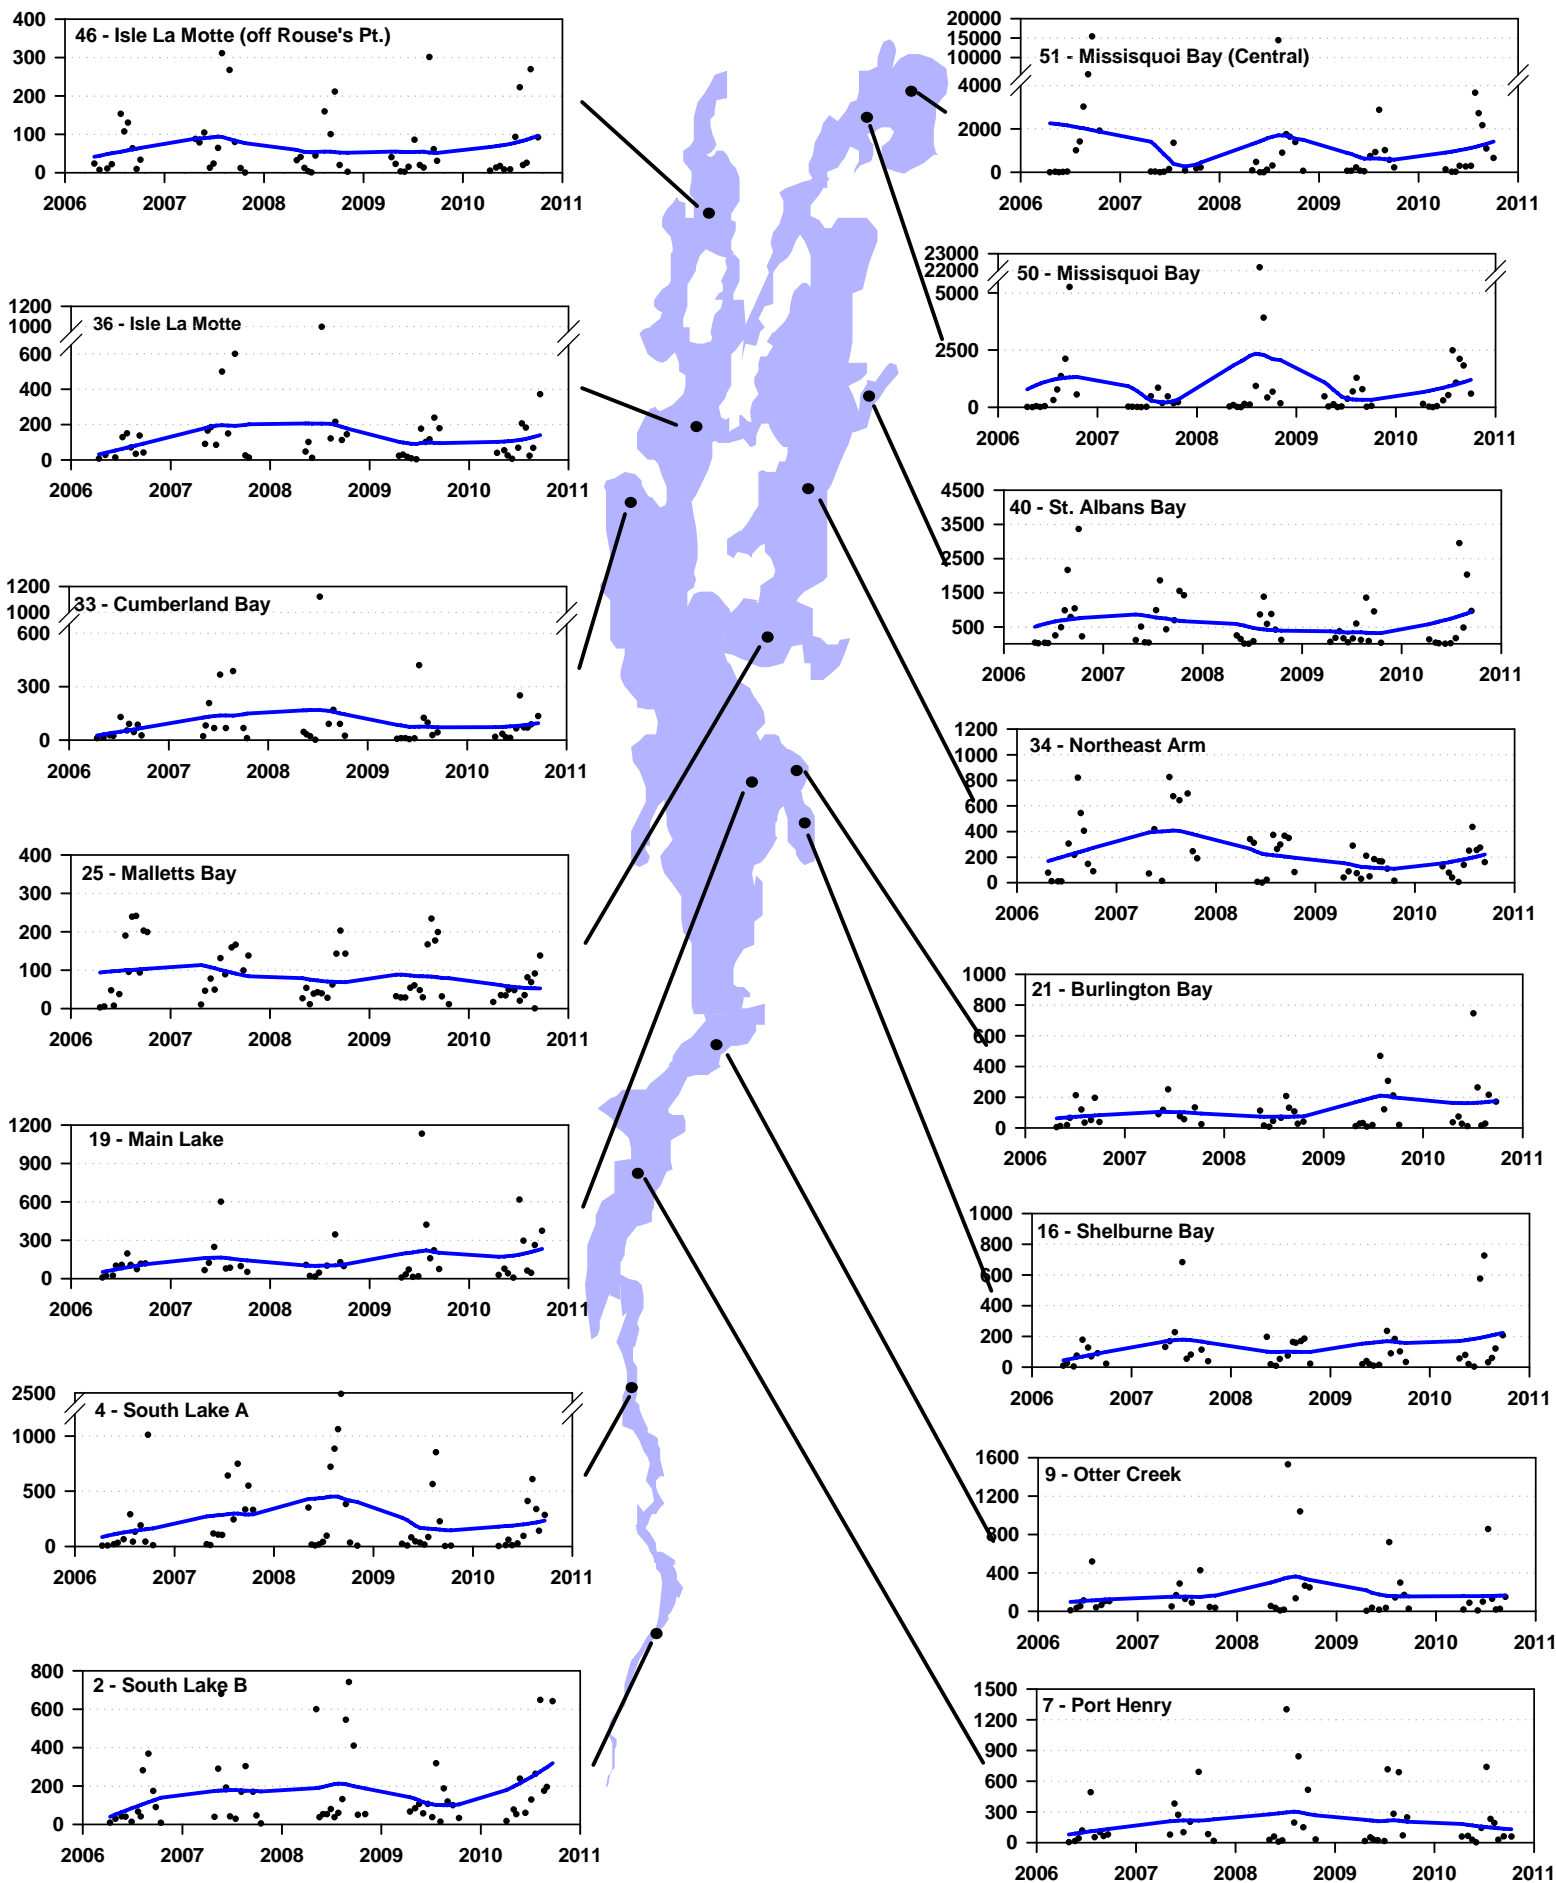 46 - Isle La Motte (off Rouse's Pt.)
400
300
200
100
0
2006 2007 2008 2009 2010 2011
36 - Isle La Motte
1200
1000
600
400
200
0
2006 2007 2008 2009 2010 2011
33 - Cumberland Bay
1200
1000
600
300
0
2006 2007 2008 2009 2010 2011
25 - Malletts Bay
400
300
200
100
0
2006 2007 2008 2009 2010 2011
19 - Main Lake
1200
900
600
300
0
2006 2007 2008 2009 2010 2011
4 - South Lake A
2500
1000
500
0
2006 2007 2008 2009 2010 2011
2 - South Lake B
800
600
400
200
0
2006 2007 2008 2009 2010 2011
51 - Missisquoi Bay (Central)
20000
15000
10000
4000
2000
0
2006 2007 2008 2009 2010 2011
50 - Missisquoi Bay
23000
22000
5000
2500
0
2006 2007 2008 2009 2010 2011
40 - St. Albans Bay
4500
3500
2500
1500
500
2006 2007 2008 2009 2010 2011
34 - Northeast Arm
1200
1000
800
600
400
200
0
2006 2007 2008 2009 2010 2011
21 - Burlington Bay
1000
800
600
400
200
0
2006 2007 2008 2009 2010 2011
16 - Shelburne Bay
1000
800
600
400
200
0
2006 2007 2008 2009 2010 2011
9 - Otter Creek
1600
1200
800
400
0
2006 2007 2008 2009 2010 2011
7 - Port Henry
1500
1200
900
600
300
0
2006 2007 2008 2009 2010 2011